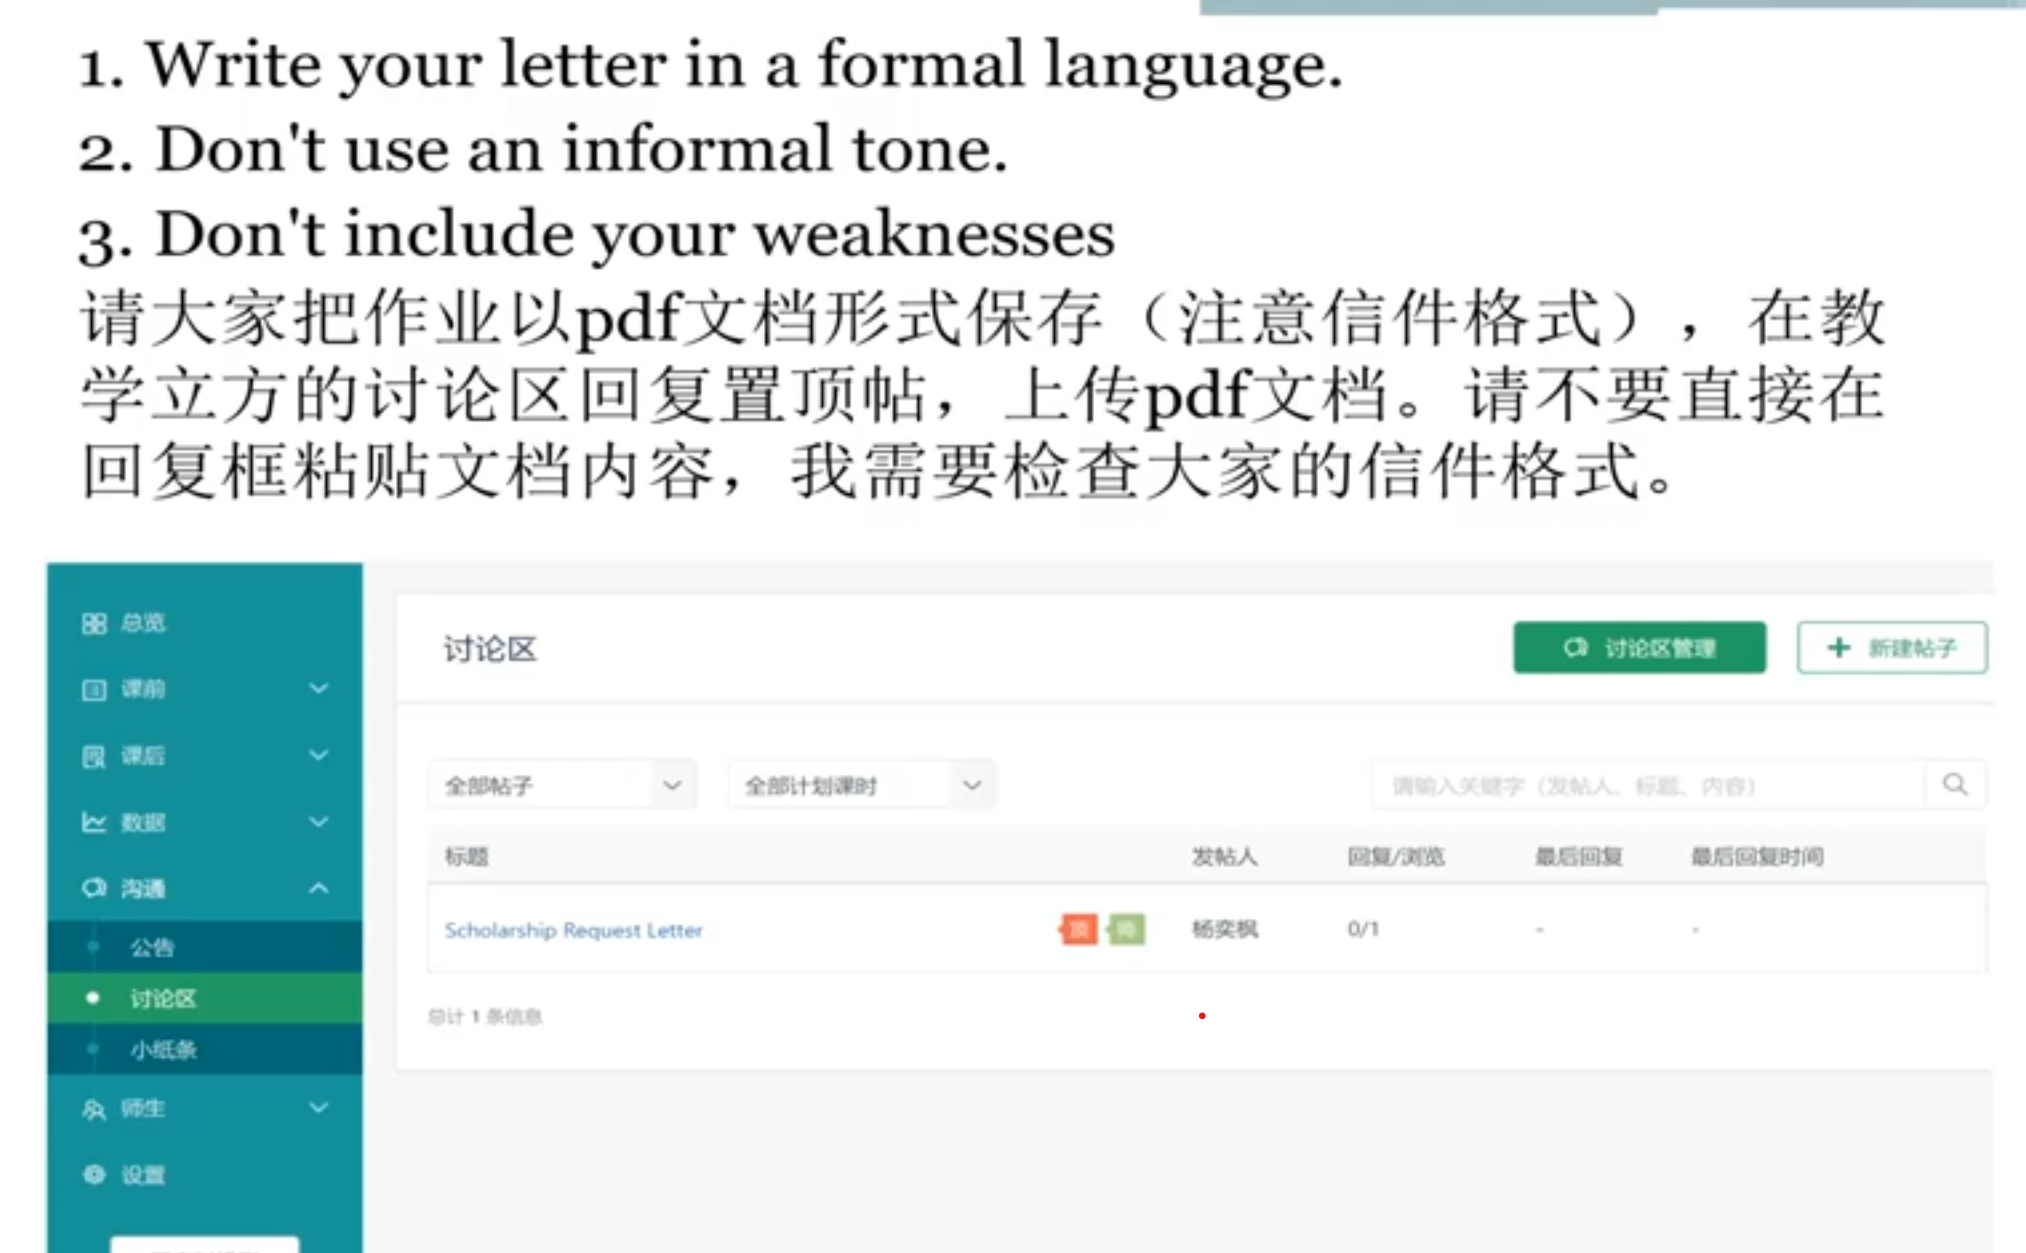 1. Write your letter in a formal language.
2. Don't use an informal tone.
3. Don't include your weaknesses
请大家把作业以pdf文档形式保存（注意信件格式），在教
学立方的讨论区回复置顶帖，上传pdf文档。请不要直接在
回复框粘贴文档内容，我需要检查大家的信件格式。
总览
课前
课后
数据
沟通
公告
讨论区
小纸条
师生
设置
讨论区
讨论区管理
新建帖子
全部帖子
全部计划课时
请输入关键字（发帖人、标题、内容）
标题 发帖人 回复/浏览 最后回复 最后回复时间
Scholarship Request Letter 顶 师 杨奕枫 0/1 - -
总计 1 条信息